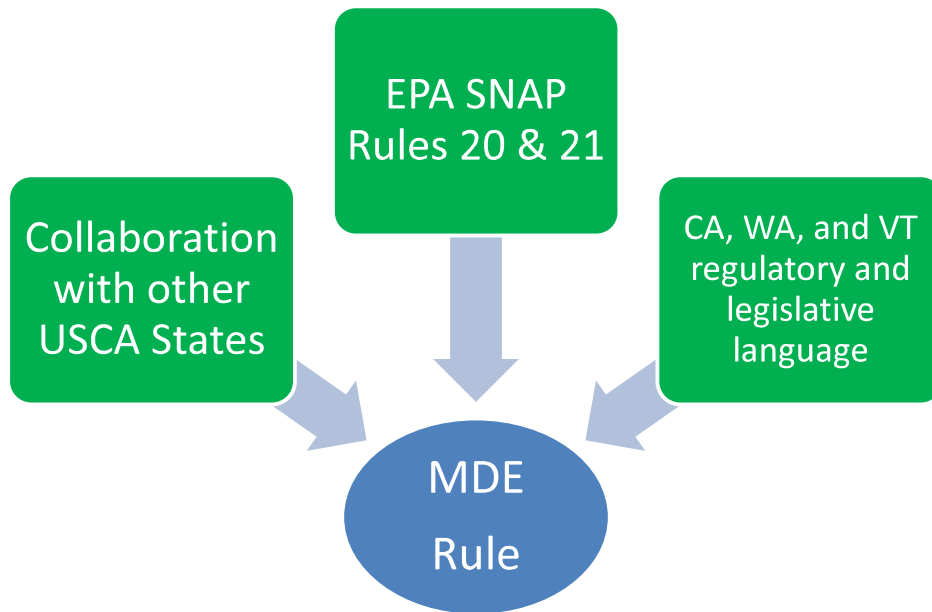 EPA SNAP
Rules 20 & 21
Collaboration
with other
USCA States
CA, WA, and VT
regulatory and
legislative
language
MDE
Rule